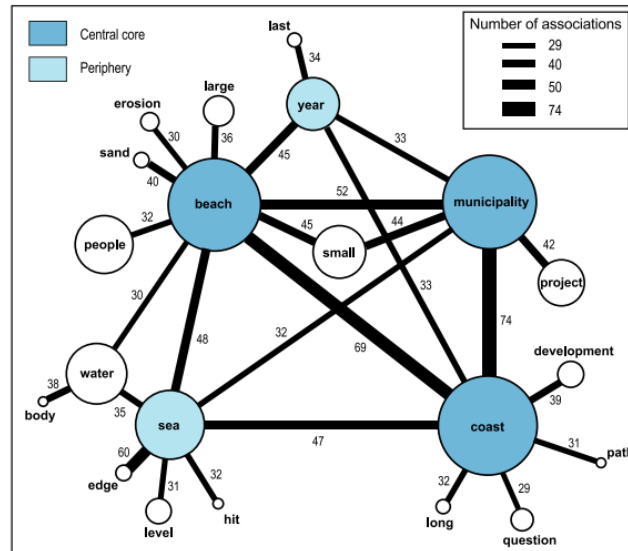 Central core
Periphery
Number of associations
29
40
50
74
last
34
year
large
erosion
30
36
sand
40
45
33
beach
52
municipality
people
32
45
44
small
42
project
30
33
48
32
69
74
development
water
38
35
39
body
sea
47
coast
60
31
path
edge
31
32
32
29
level
hit
long
question